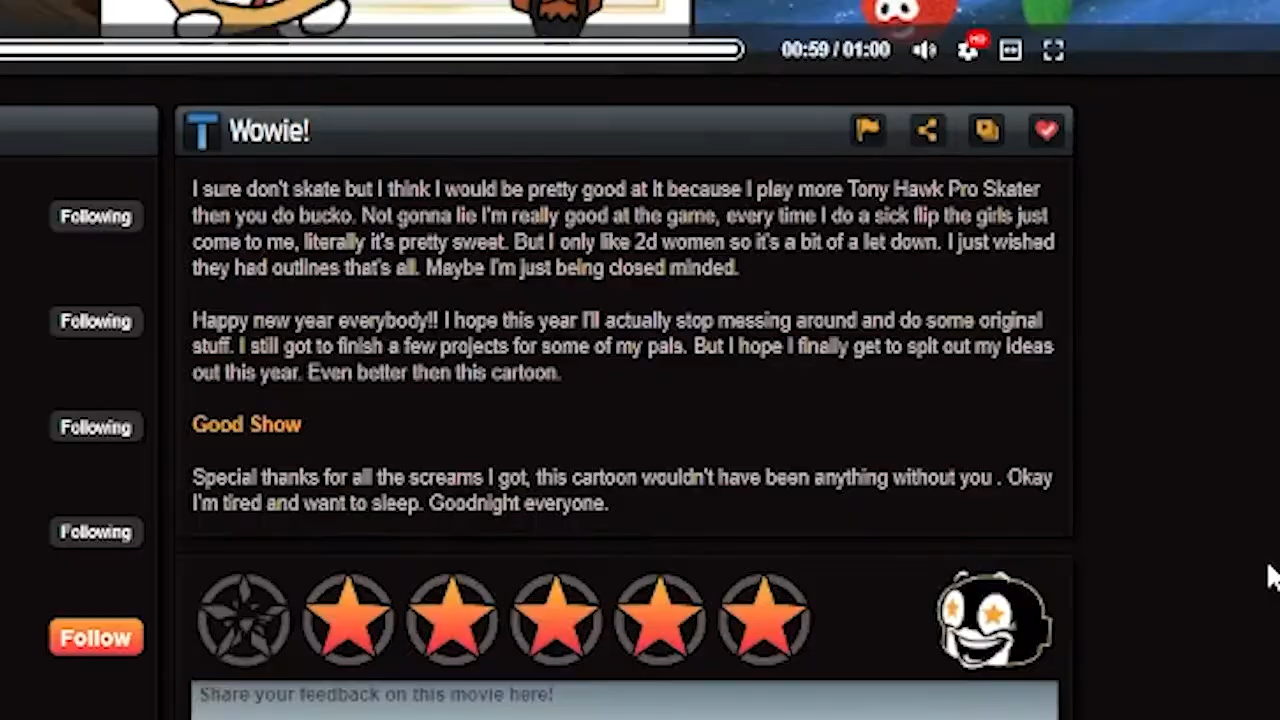 00:59 / 01:00
HD
T Wowie!
I sure don't skate but I think I would be pretty good at it because I play more Tony Hawk Pro Skater
then you do bucko. Not gonna lie I'm really good at the game, every time I do a sick flip the girls just
come to me, literally it's pretty sweet. But I only like 2d women so it's a bit of a let down. I just wished
they had outlines that's all. Maybe I'm just being closed minded.
Happy new year everybody!! I hope this year I'll actually stop messing around and do some original
stuff. I still got to finish a few projects for some of my pals. But I hope I finally get to spit out my ideas
out this year. Even better then this cartoon.
Good Show
Special thanks for all the screams I got, this cartoon wouldn't have been anything without you . Okay
I'm tired and want to sleep. Goodnight everyone.
Share your feedback on this movie here!
Following
Following
Following
Following
Follow